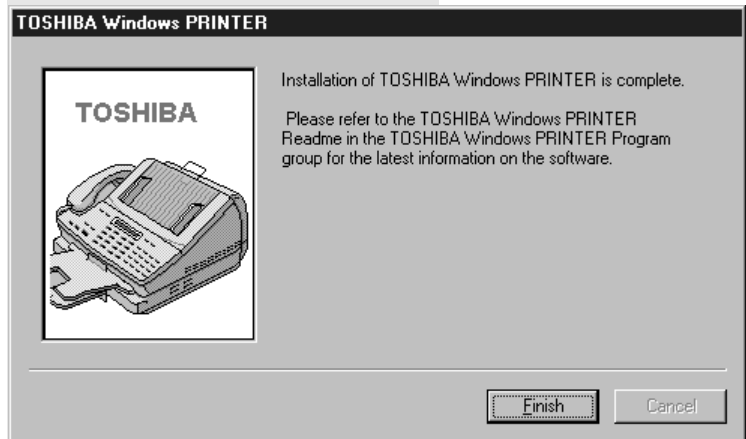 TOSHIBA Windows PRINTER
TOSHIBA
Installation of TOSHIBA Windows PRINTER is complete.
Please refer to the TOSHIBA Windows PRINTER
Readme in the TOSHIBA Windows PRINTER Program
group for the latest information on the software.
Finish
Cancel